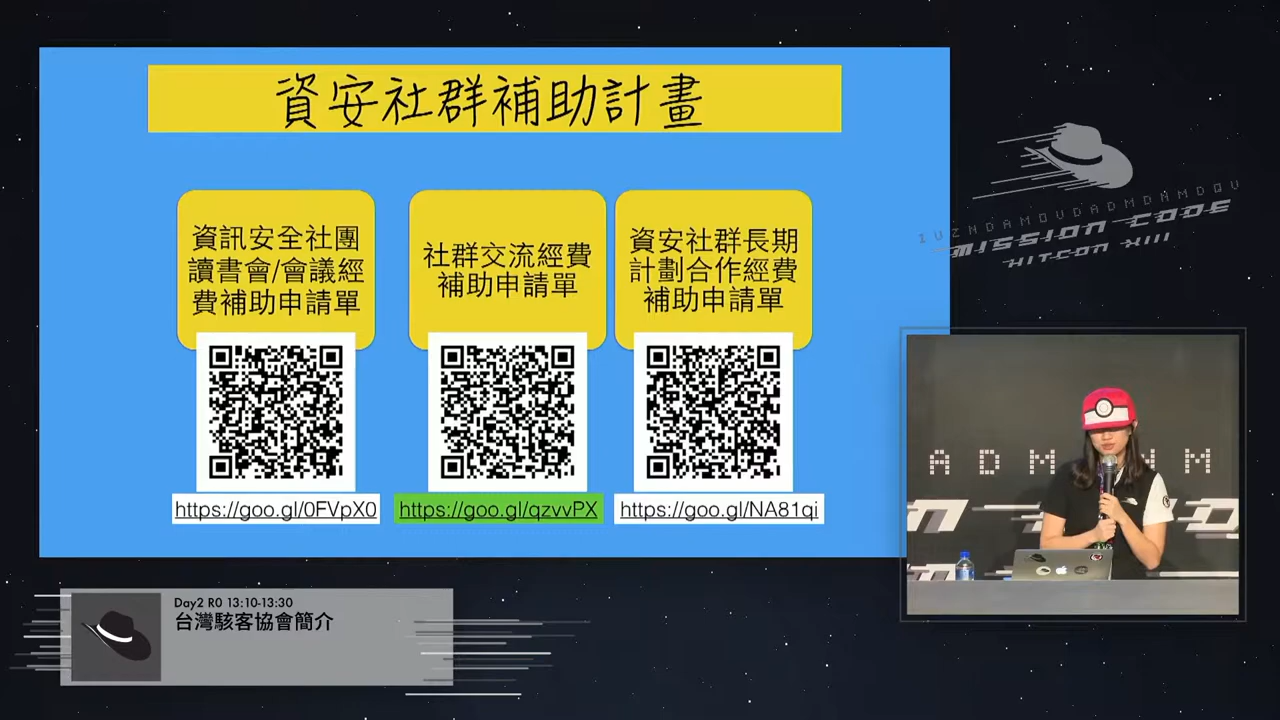 資安社群補助計畫
資訊安全社團
讀書會/會議經
費補助申請單
社群交流經費
補助申請單
資安社群長期
計劃合作經費
補助申請單
https://goo.gl/0FVpX0
https://goo.gl/qzvvPX
https://goo.gl/NA81qi
MISSION CODE
HITCON XIII
Day2 R0 13:10-13:30
台灣駭客協會簡介